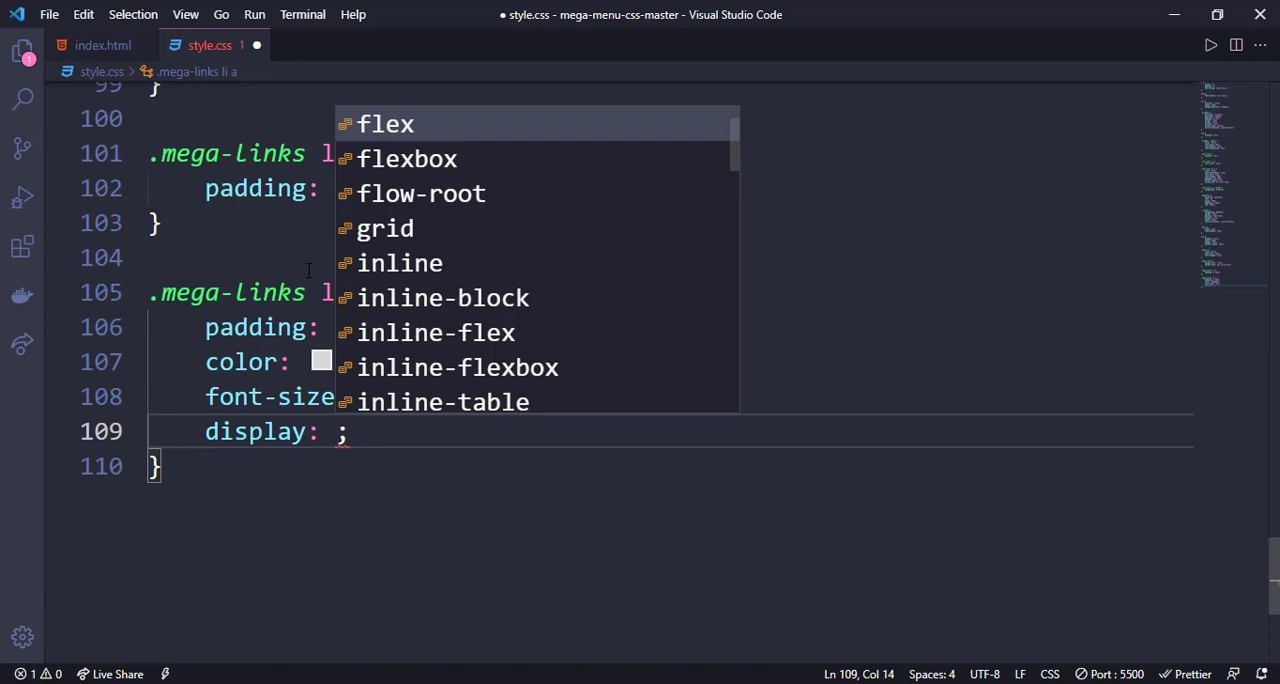 File Edit Selection View Go Run Terminal Help
● style.css - mega-menu-css-master - Visual Studio Code
index.html
style.css 1 ●
style.css > .mega-links li a
99 }
100
101 .mega-links l
102 padding:
103 }
104
105 .mega-links l
106 padding:
107 color:
108 font-size
109 display: ;
110 }
flex
flexbox
flow-root
grid
inline
inline-block
inline-flex
inline-flexbox
inline-table
1
1 0 Live Share
Ln 109, Col 14 Spaces: 4 UTF-8 LF CSS Port : 5500 Prettier